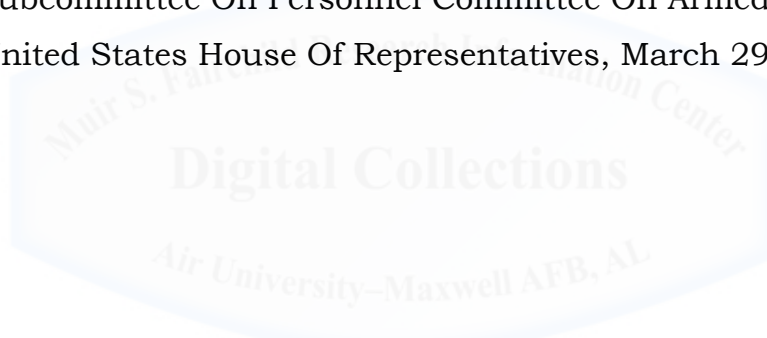 ubcommittee On Personnel Committee On Armed
nited States House Of Representatives, March 29
Muir S. Fairchild Research Information Center
Digital Collections
Air University–Maxwell AFB, AL